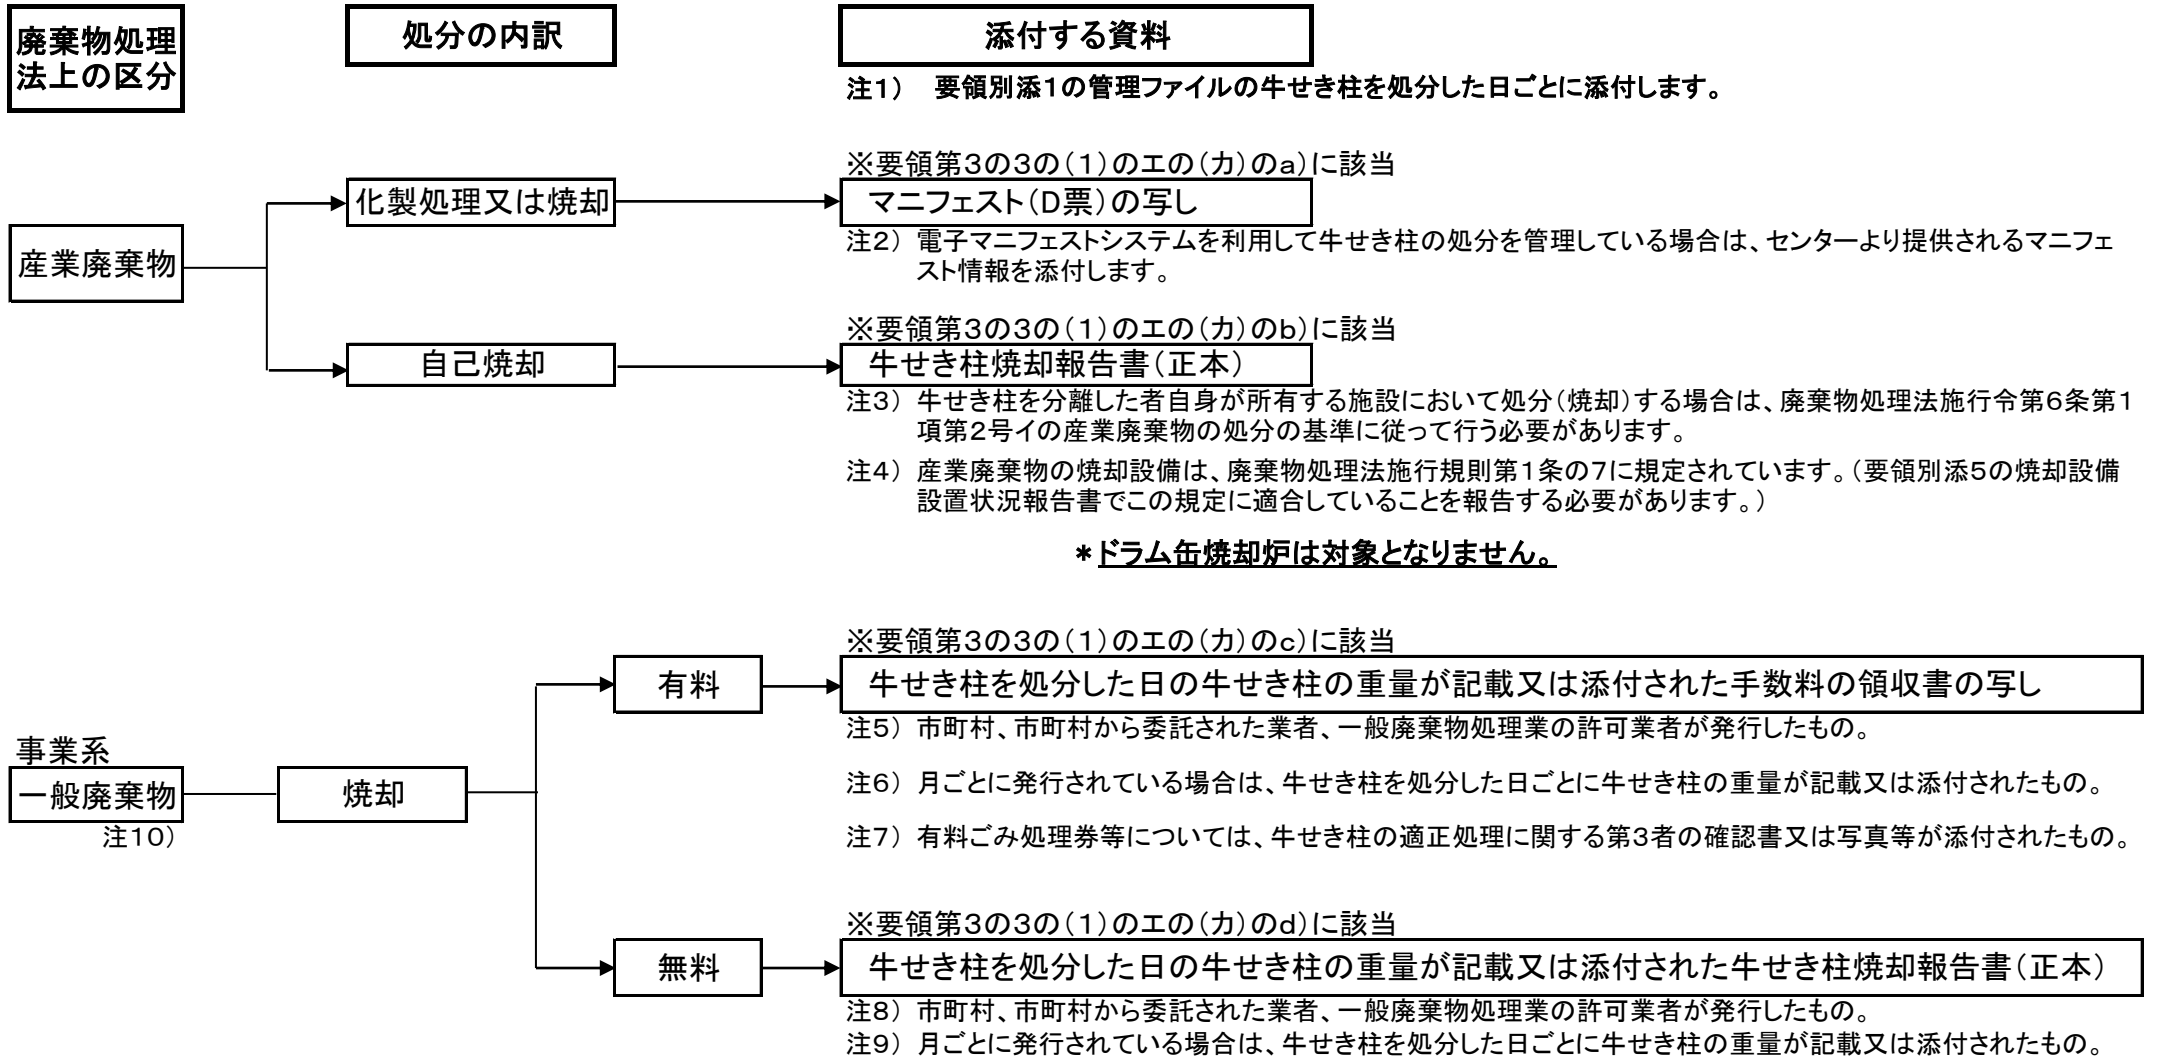 廃棄物処理
法上の区分
処分の内訳
添付する資料
注1） 要領別添1の管理ファイルの牛せき柱を処分した日ごとに添付します。
※要領第3の3の（1）のエの（カ）のa）に該当
産業廃棄物
化製処理又は焼却
マニフェスト（D票）の写し
注2） 電子マニフェストシステムを利用して牛せき柱の処分を管理している場合は、センターより提供されるマニフェ
スト情報を添付します。
※要領第3の3の（1）のエの（カ）のb）に該当
自己焼却
牛せき柱焼却報告書（正本）
注3） 牛せき柱を分離した者自身が所有する施設において処分（焼却）する場合は、廃棄物処理法施行令第6条第1
項第2号イの産業廃棄物の処分の基準に従って行う必要があります。
注4） 産業廃棄物の焼却設備は、廃棄物処理法施行規則第1条の7に規定されています。（要領別添5の焼却設備
設置状況報告書でこの規定に適合していることを報告する必要があります。）
＊ドラム缶焼却炉は対象となりません。
※要領第3の3の（1）のエの（カ）のc）に該当
有料
牛せき柱を処分した日の牛せき柱の重量が記載又は添付された手数料の領収書の写し
注5） 市町村、市町村から委託された業者、一般廃棄物処理業の許可業者が発行したもの。
事業系
一般廃棄物
注10）
焼却
注6） 月ごとに発行されている場合は、牛せき柱を処分した日ごとに牛せき柱の重量が記載又は添付されたもの。
注7） 有料ごみ処理券等については、牛せき柱の適正処理に関する第3者の確認書又は写真等が添付されたもの。
※要領第3の3の（1）のエの（カ）のd）に該当
無料
牛せき柱を処分した日の牛せき柱の重量が記載又は添付された牛せき柱焼却報告書（正本）
注8） 市町村、市町村から委託された業者、一般廃棄物処理業の許可業者が発行したもの。
注9） 月ごとに発行されている場合は、牛せき柱を処分した日ごとに牛せき柱の重量が記載又は添付されたもの。